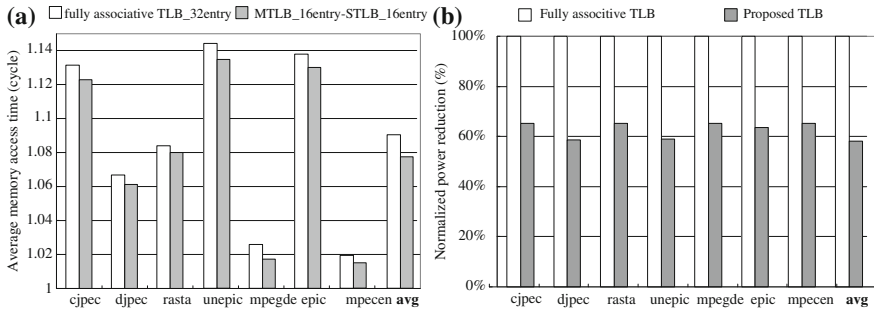 (a)
fully associative TLB_32entry
MTLB_16entry-STLB_16entry
Average memory access time (cycle)
1.14
1.12
1.1
1.08
1.06
1.04
1.02
1
cjpec djpec rasta unepic mpegde epic mpecen avg
(b)
Fully associtive TLB
Proposed TLB
Normalized power reduction (%)
100%
80%
60%
40%
20%
0%
cjpec djpec rasta unepic mpegde epic mpecen avg